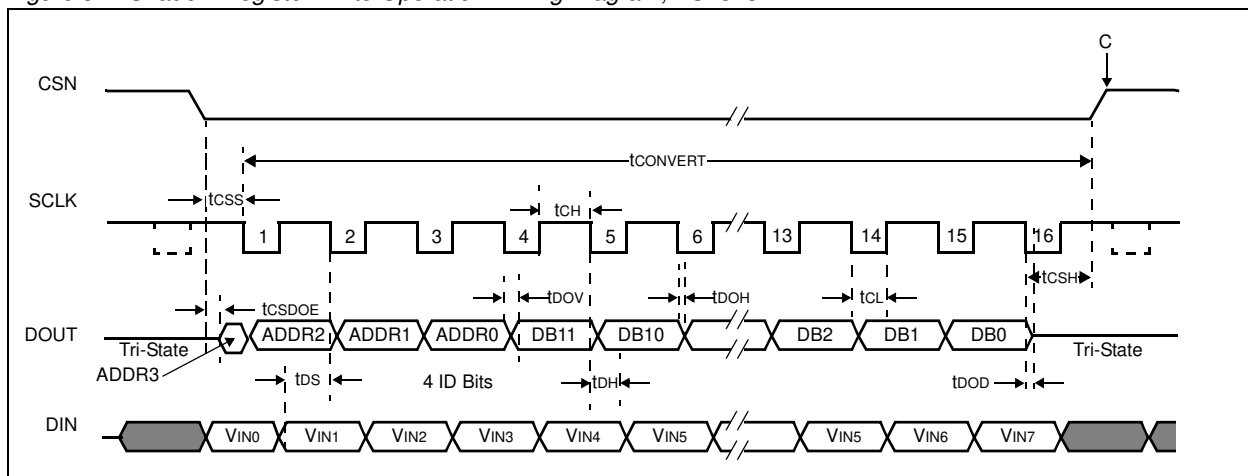 C
CSN
tCONVERT
tCSS
SCLK
tCH
1 2 3 4 5 6 13 14 15 16
tCSH
tCSDOE
tDOV
tDOH
tCL
DOUT
ADDR2 ADDR1 ADDR0 DB11 DB10 DB2 DB1 DB0
Tri-State
Tri-State
ADDR3
tDS
4 ID Bits
tDH
tDOD
DIN
VIN0 VIN1 VIN2 VIN3 VIN4 VIN5 VIN5 VIN6 VIN7